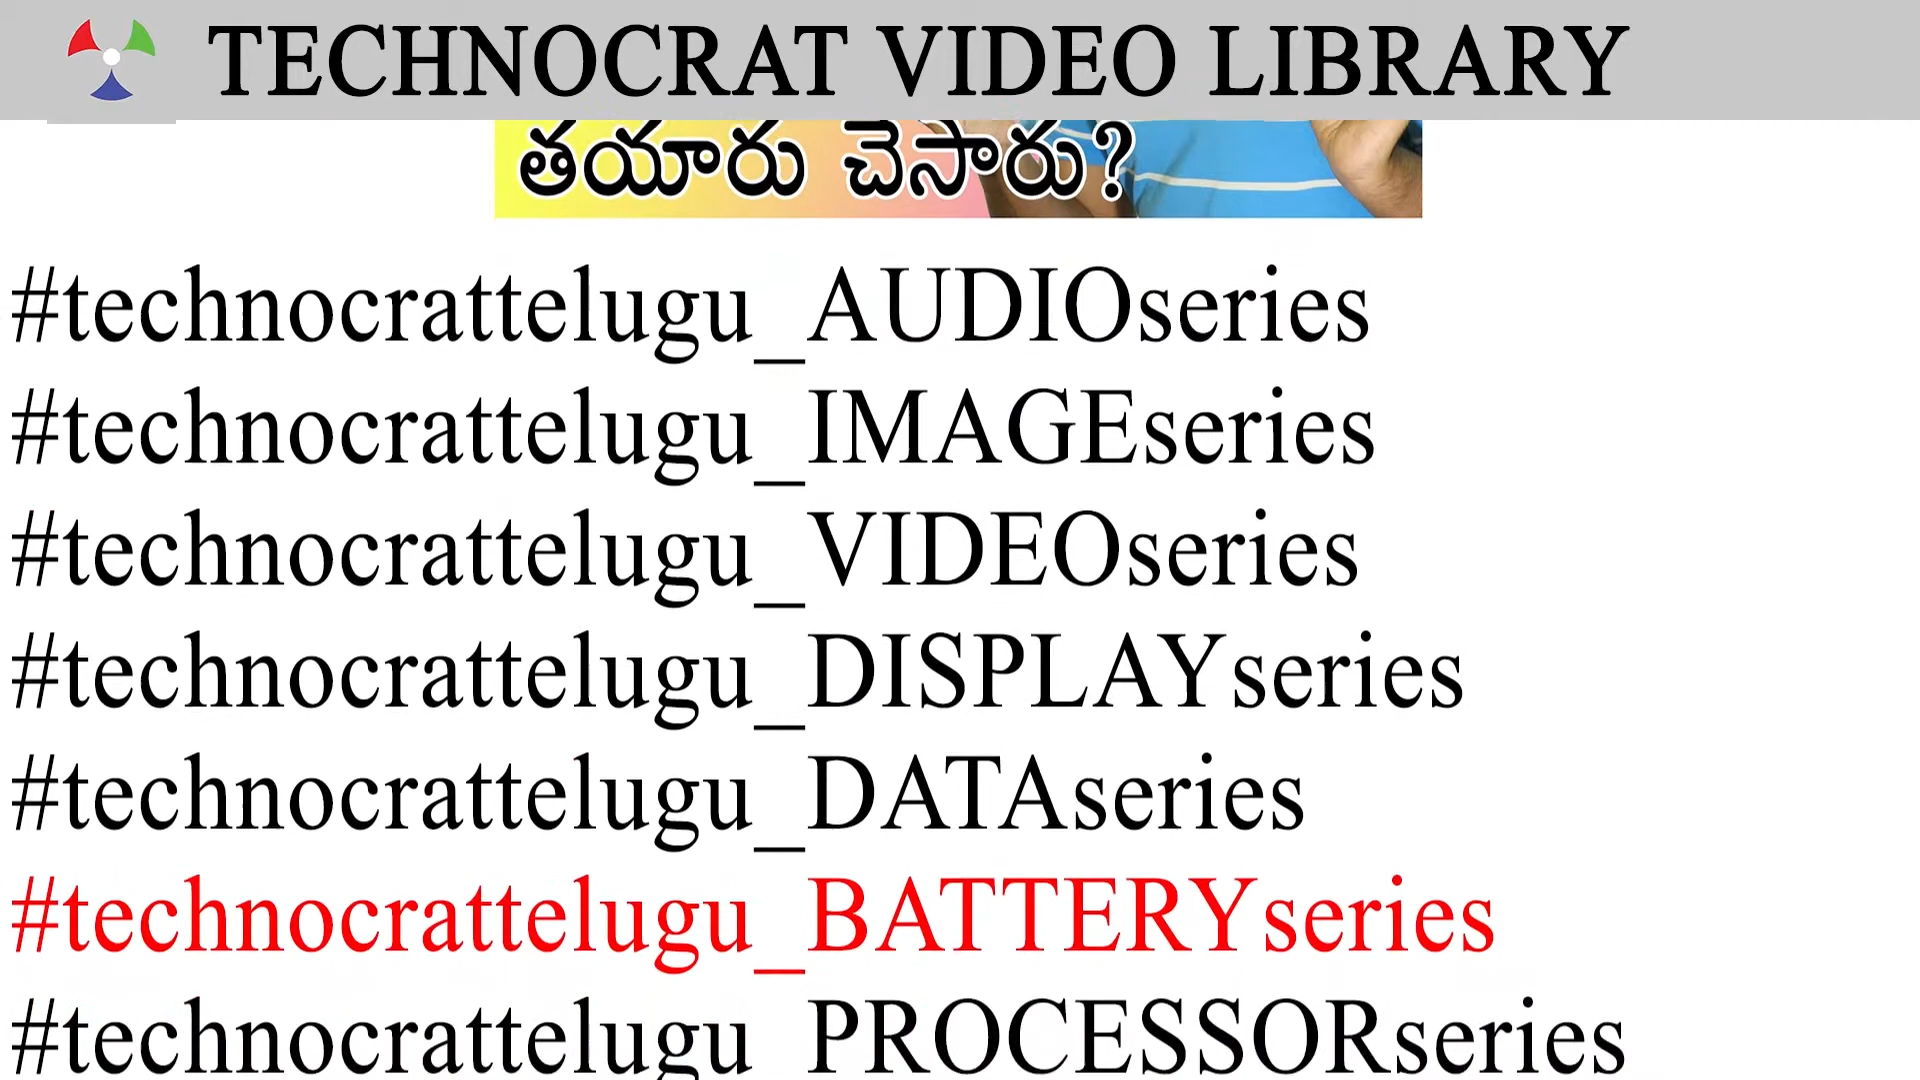 TECHNOCRAT VIDEO LIBRARY
తయారు చేసారు?
#technocrattelugu_AUDIOseries
#technocrattelugu_IMAGEseries
#technocrattelugu_VIDEOseries
#technocrattelugu_DISPLAYseries
#technocrattelugu_DATAseries
#technocrattelugu_BATTERYseries
#technocrattelugu_PROCESSORseries